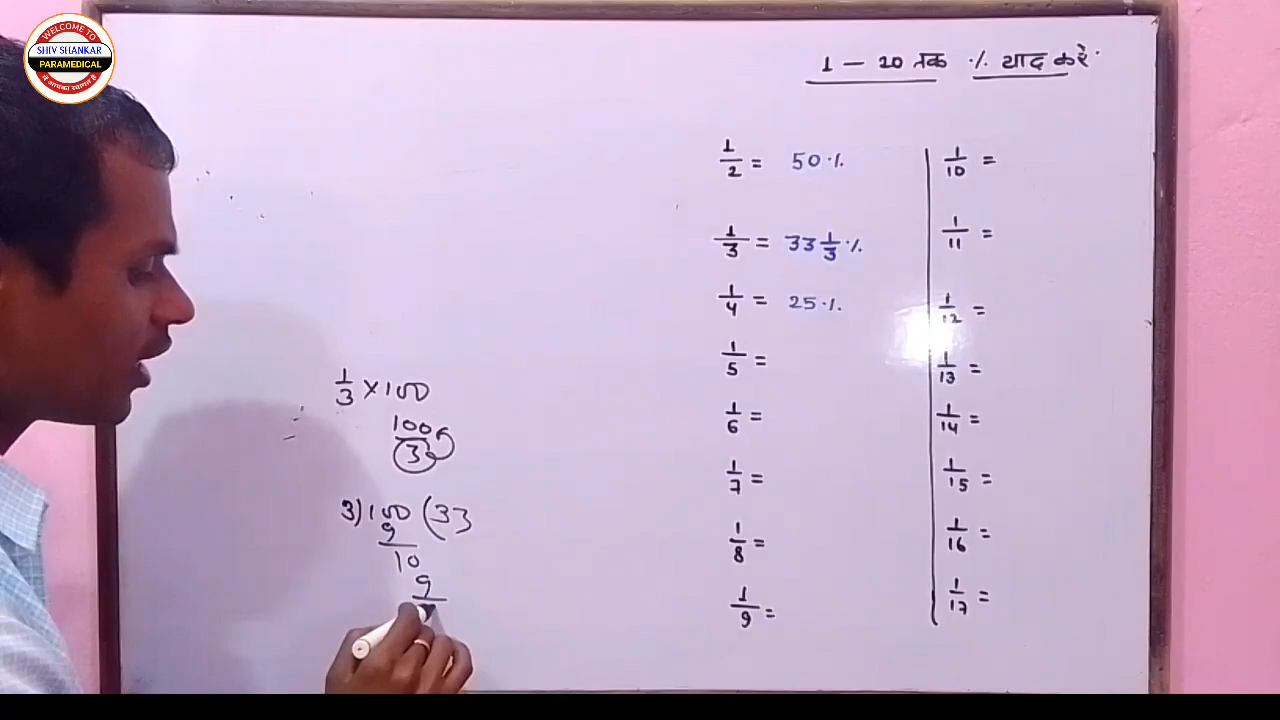 WELCOME TO
SHIV SHANKAR
PARAMEDICAL
में आपका स्वागत है
1 – 20 तक % याद करें
1/2 = 50%
1/3 = 33 1/3 %
1/4 = 25%
1/5 =
1/6 =
1/7 =
1/8 =
1/9 =
1/10 =
1/11 =
1/12 =
1/13 =
1/14 =
1/15 =
1/16 =
1/17 =
1/3 × 100
100/3
3) 100 (33
9
10
9